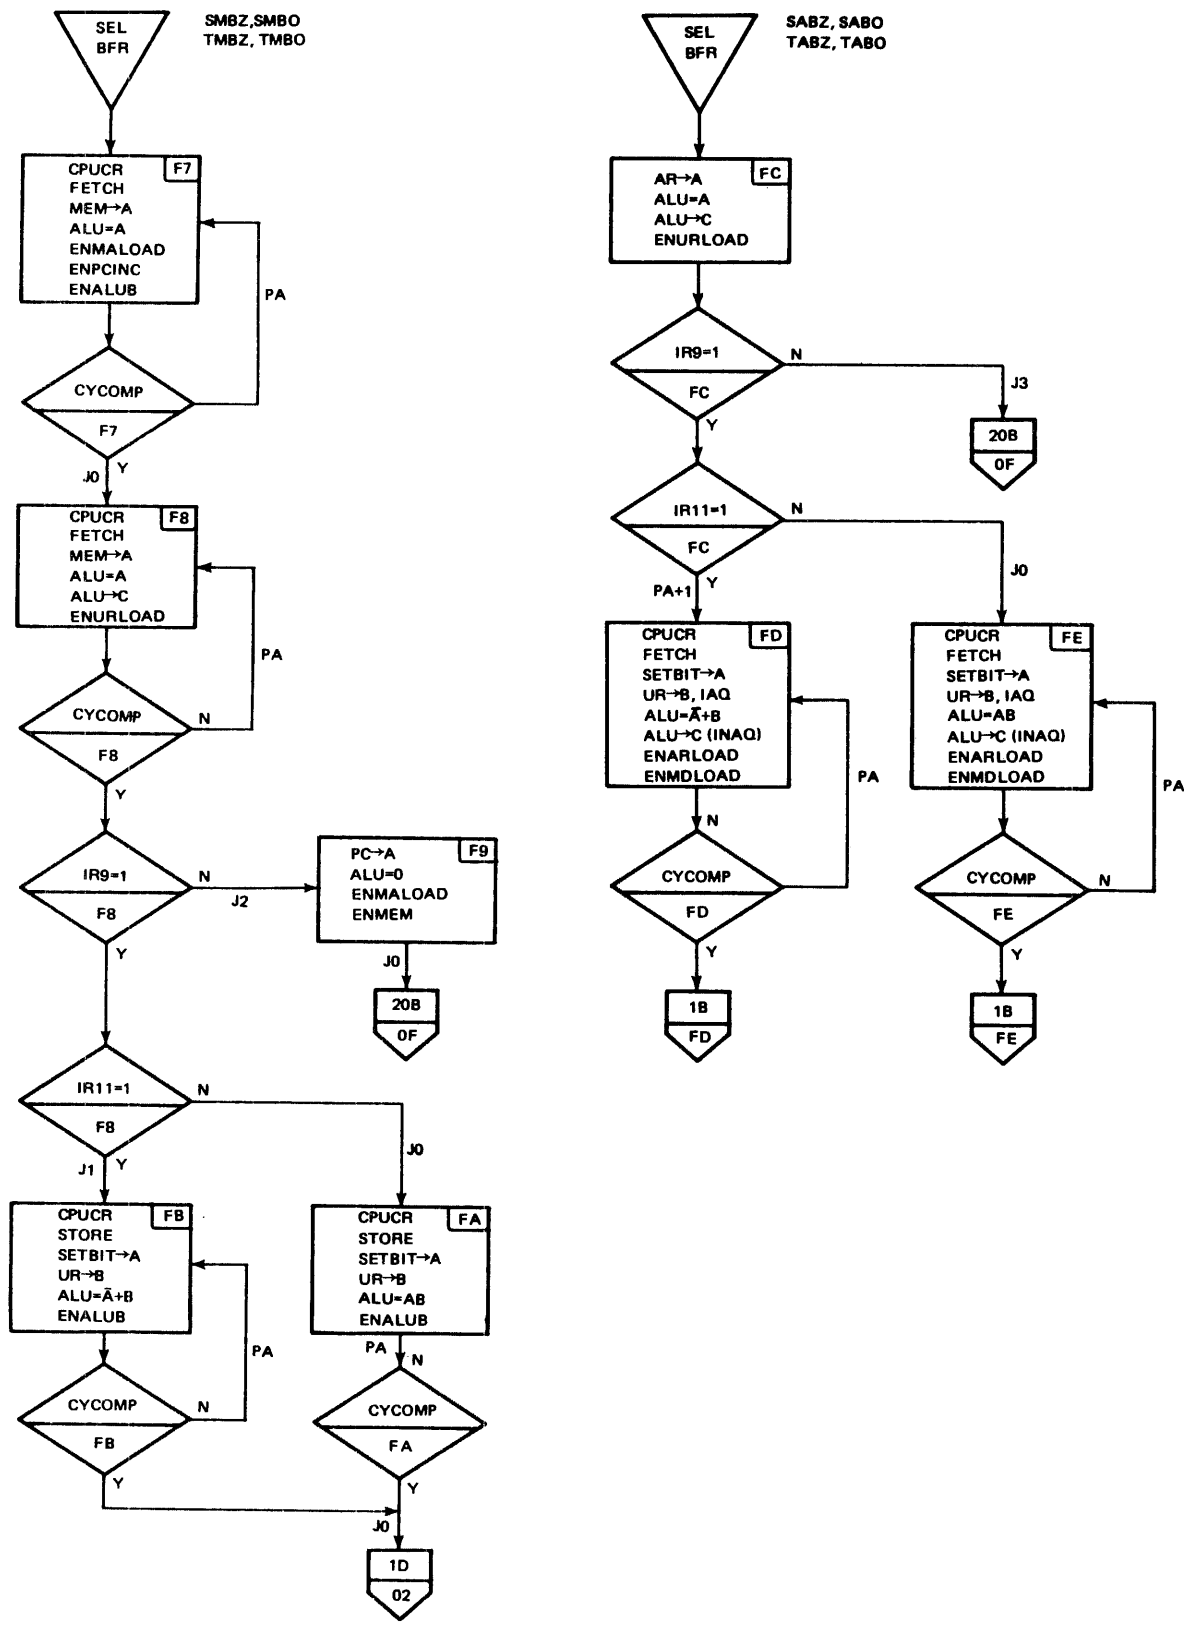 SEL
BFR
SMBZ,SMBO
TMBZ, TMBO
CPUCR
F7
FETCH
MEM→A
ALU=A
ENMALOAD
ENPCINC
ENALUB
PA
CYCOMP
F7
Y
J0
CPUCR
F8
FETCH
MEM→A
ALU=A
ALU→C
ENURLOAD
PA
CYCOMP
N
F8
Y
IR9=1
N
J2
F8
Y
PC→A
F9
ALU=0
ENMALOAD
ENMEM
J0
20B
0F
IR11=1
N
F8
J0
J1
Y
CPUCR
FB
STORE
SETBIT→A
UR→B
ALU=A̅+B
ENALUB
PA
CYCOMP
N
FB
Y
CPUCR
FA
STORE
SETBIT→A
UR→B
ALU=AB
ENALUB
PA
N
CYCOMP
FA
Y
J0
1D
02
SEL
BFR
SABZ, SABO
TABZ, TABO
AR→A
FC
ALU=A
ALU→C
ENURLOAD
IR9=1
N
FC
Y
J3
20B
0F
IR11=1
N
FC
J0
PA+1
Y
CPUCR
FD
FETCH
SETBIT→A
UR→B, IAQ
ALU=A̅+B
ALU→C (INAQ)
ENARLOAD
ENMDLOAD
PA
N
CYCOMP
FD
Y
1B
FD
CPUCR
FE
FETCH
SETBIT→A
UR→B, IAQ
ALU=AB
ALU→C (INAQ)
ENARLOAD
ENMDLOAD
PA
CYCOMP
N
FE
Y
1B
FE